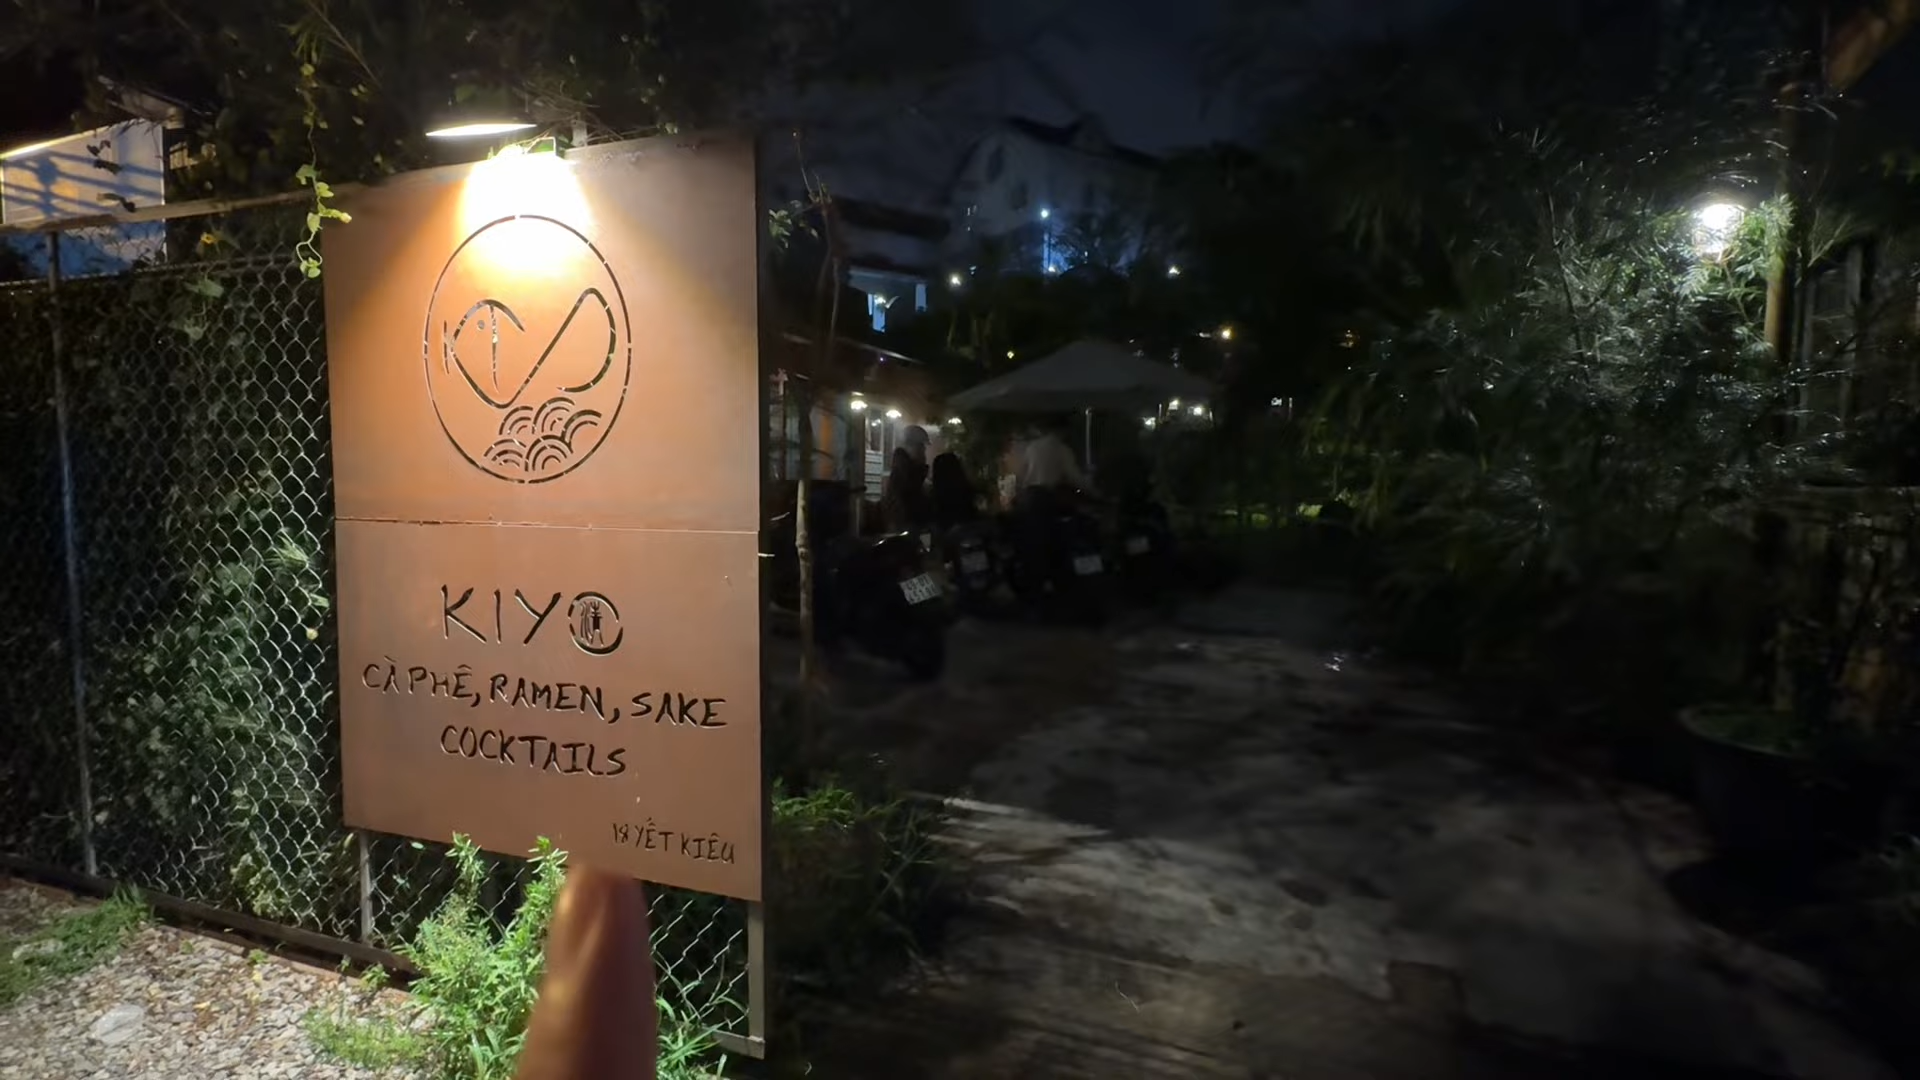 KIYO
CÀ PHÊ, RAMEN, SAKE
COCKTAILS
18 YẾT KIÊU